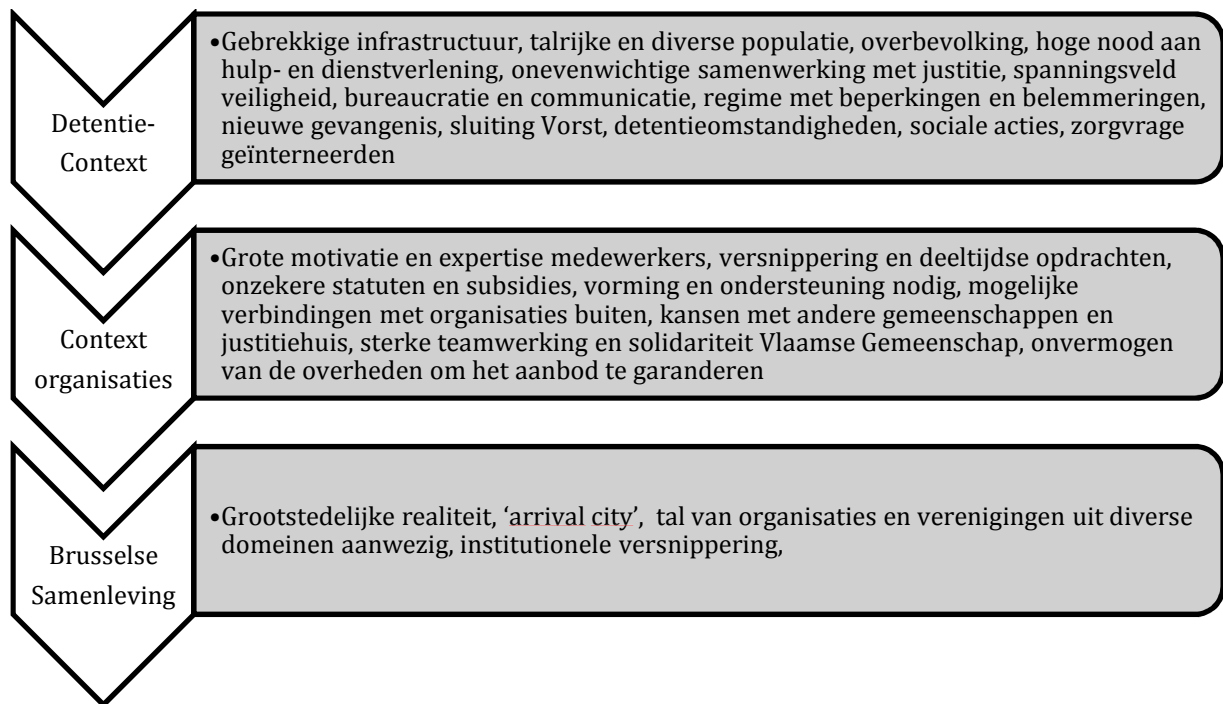 Detentie-
Context
•Gebrekkige infrastructuur, talrijke en diverse populatie, overbevolking, hoge nood aan
hulp- en dienstverlening, onevenwichtige samenwerking met justitie, spanningsveld
veiligheid, bureaucratie en communicatie, regime met beperkingen en belemmeringen,
nieuwe gevangenis, sluiting Vorst, detentieomstandigheden, sociale acties, zorgvrage
geïnterneerden
Context
organisaties
•Grote motivatie en expertise medewerkers, versnippering en deeltijdse opdrachten,
onzekere statuten en subsidies, vorming en ondersteuning nodig, mogelijke
verbindingen met organisaties buiten, kansen met andere gemeenschappen en
justitiehuis, sterke teamwerking en solidariteit Vlaamse Gemeenschap, onvermogen
van de overheden om het aanbod te garanderen
Brusselse
Samenleving
•Grootstedelijke realiteit, ‘arrival city’, tal van organisaties en verenigingen uit diverse
domeinen aanwezig, institutionele versnippering,